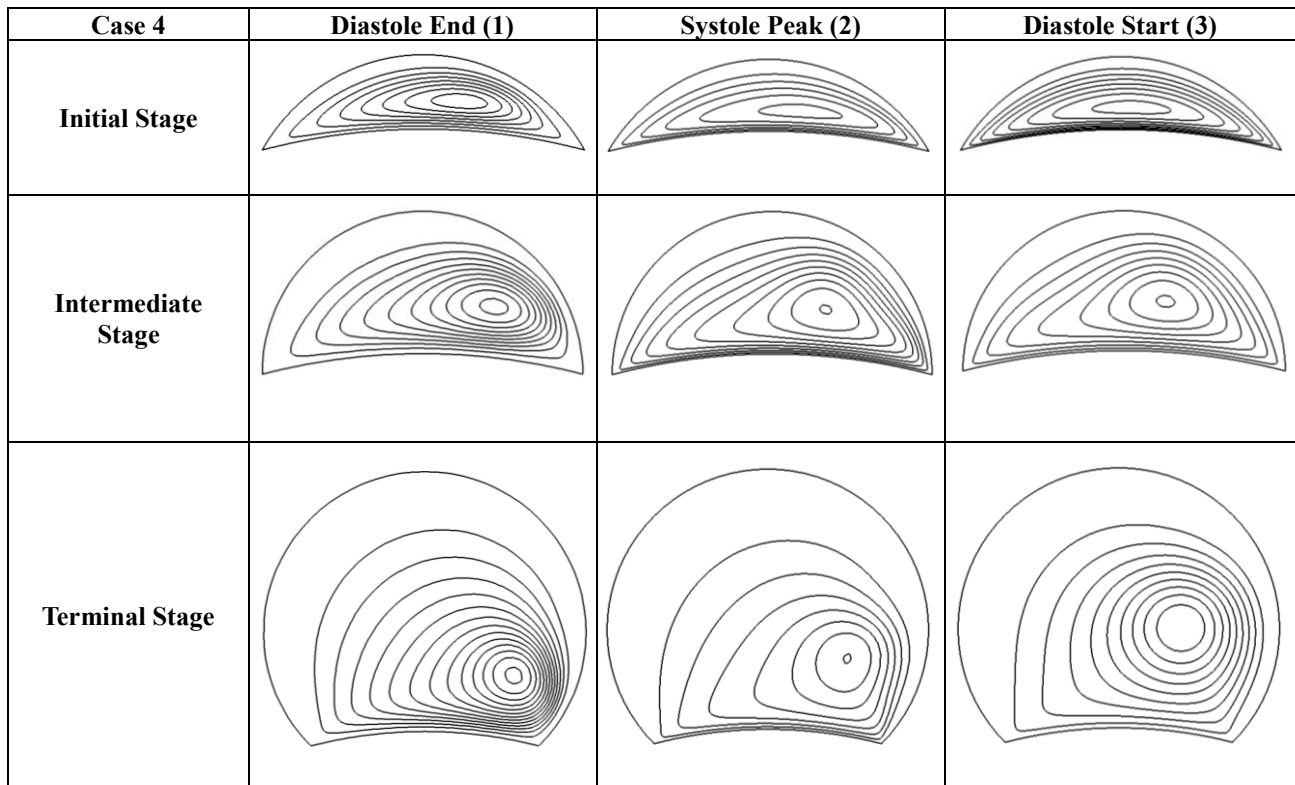 Case 4
Diastole End (1)
Systole Peak (2)
Diastole Start (3)
Initial Stage
Intermediate
Stage
Terminal Stage